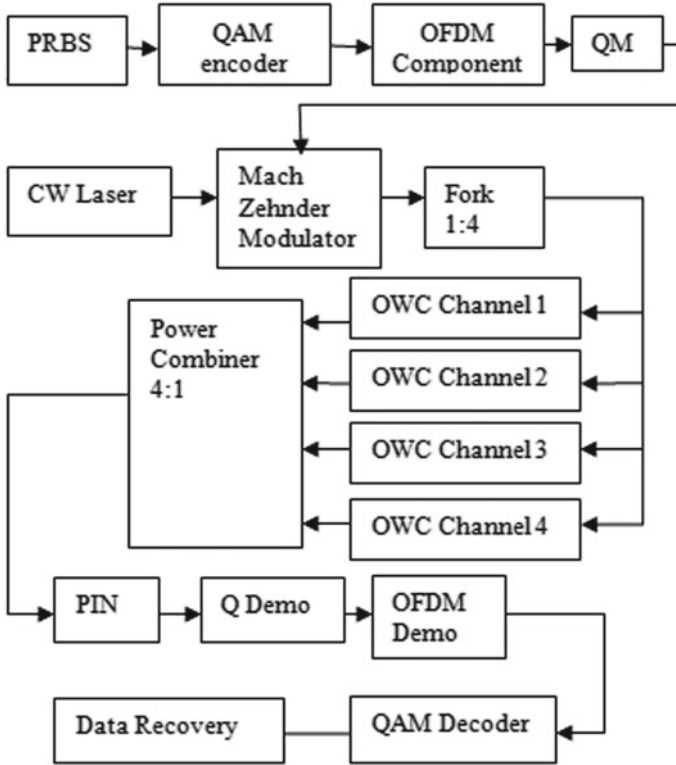 PRBS
QAM
encoder
OFDM
Component
QM
CW Laser
Mach
Zehnder
Modulator
Fork
1:4
Power
Combiner
4:1
OWC Channel 1
OWC Channel 2
OWC Channel 3
OWC Channel 4
PIN
Q Demo
OFDM
Demo
Data Recovery
QAM Decoder